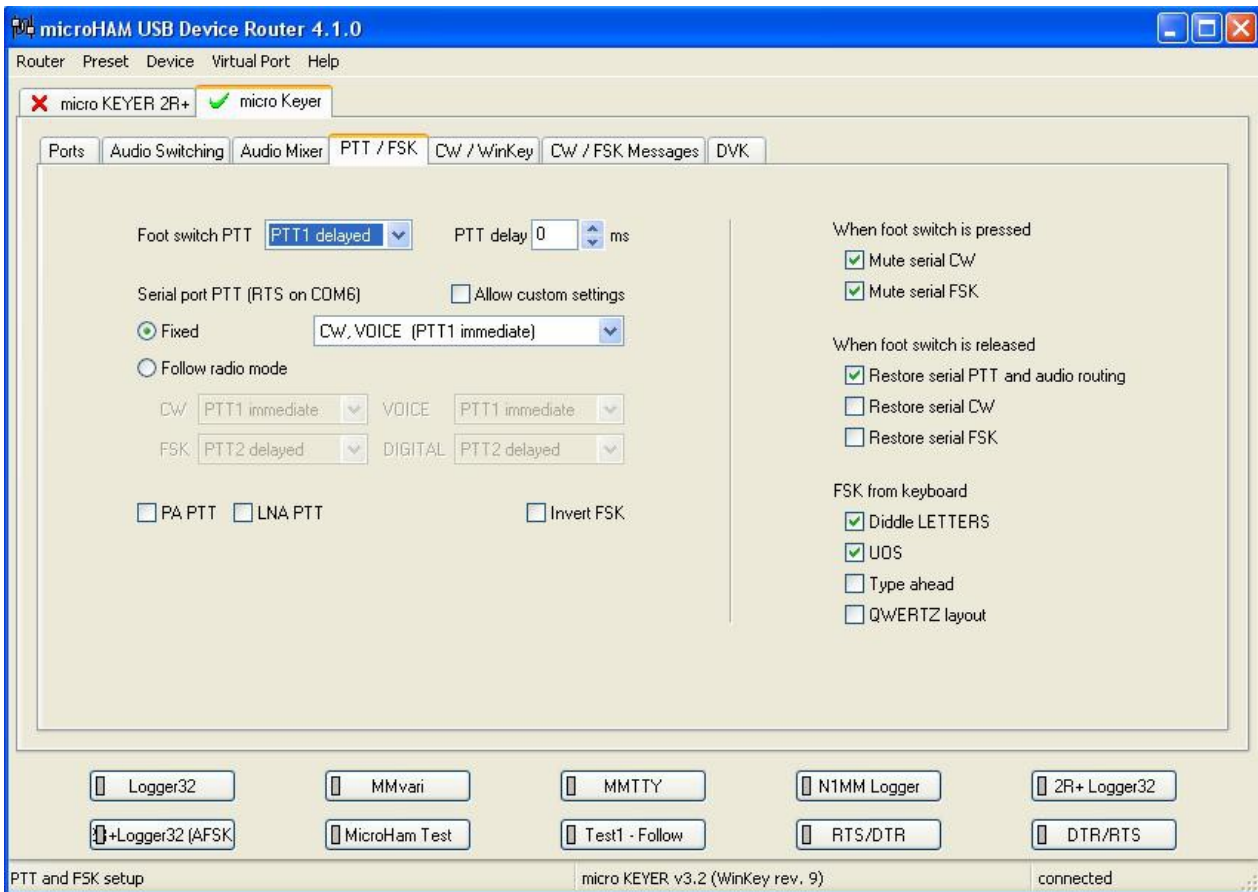 microHAM USB Device Router 4.1.0
Router Preset Device Virtual Port Help
micro KEYER 2R+ micro Keyer
Ports Audio Switching Audio Mixer PTT / FSK CW / WinKey CW / FSK Messages DVK
Foot switch PTT PTT1 delayed PTT delay 0 ms
Serial port PTT (RTS on COM6) Allow custom settings
Fixed CW, VOICE (PTT1 immediate)
Follow radio mode
CW PTT1 immediate VOICE PTT1 immediate
FSK PTT2 delayed DIGITAL PTT2 delayed
PA PTT LNA PTT Invert FSK
When foot switch is pressed
Mute serial CW
Mute serial FSK
When foot switch is released
Restore serial PTT and audio routing
Restore serial CW
Restore serial FSK
FSK from keyboard
Diddle LETTERS
UOS
Type ahead
QWERTZ layout
Logger32 MMvari MMTTY N1MM Logger 2R+ Logger32
+Logger32 (AFSK MicroHam Test Test1 - Follow RTS/DTR DTR/RTS
PTT and FSK setup micro KEYER v3.2 (WinKey rev. 9) connected